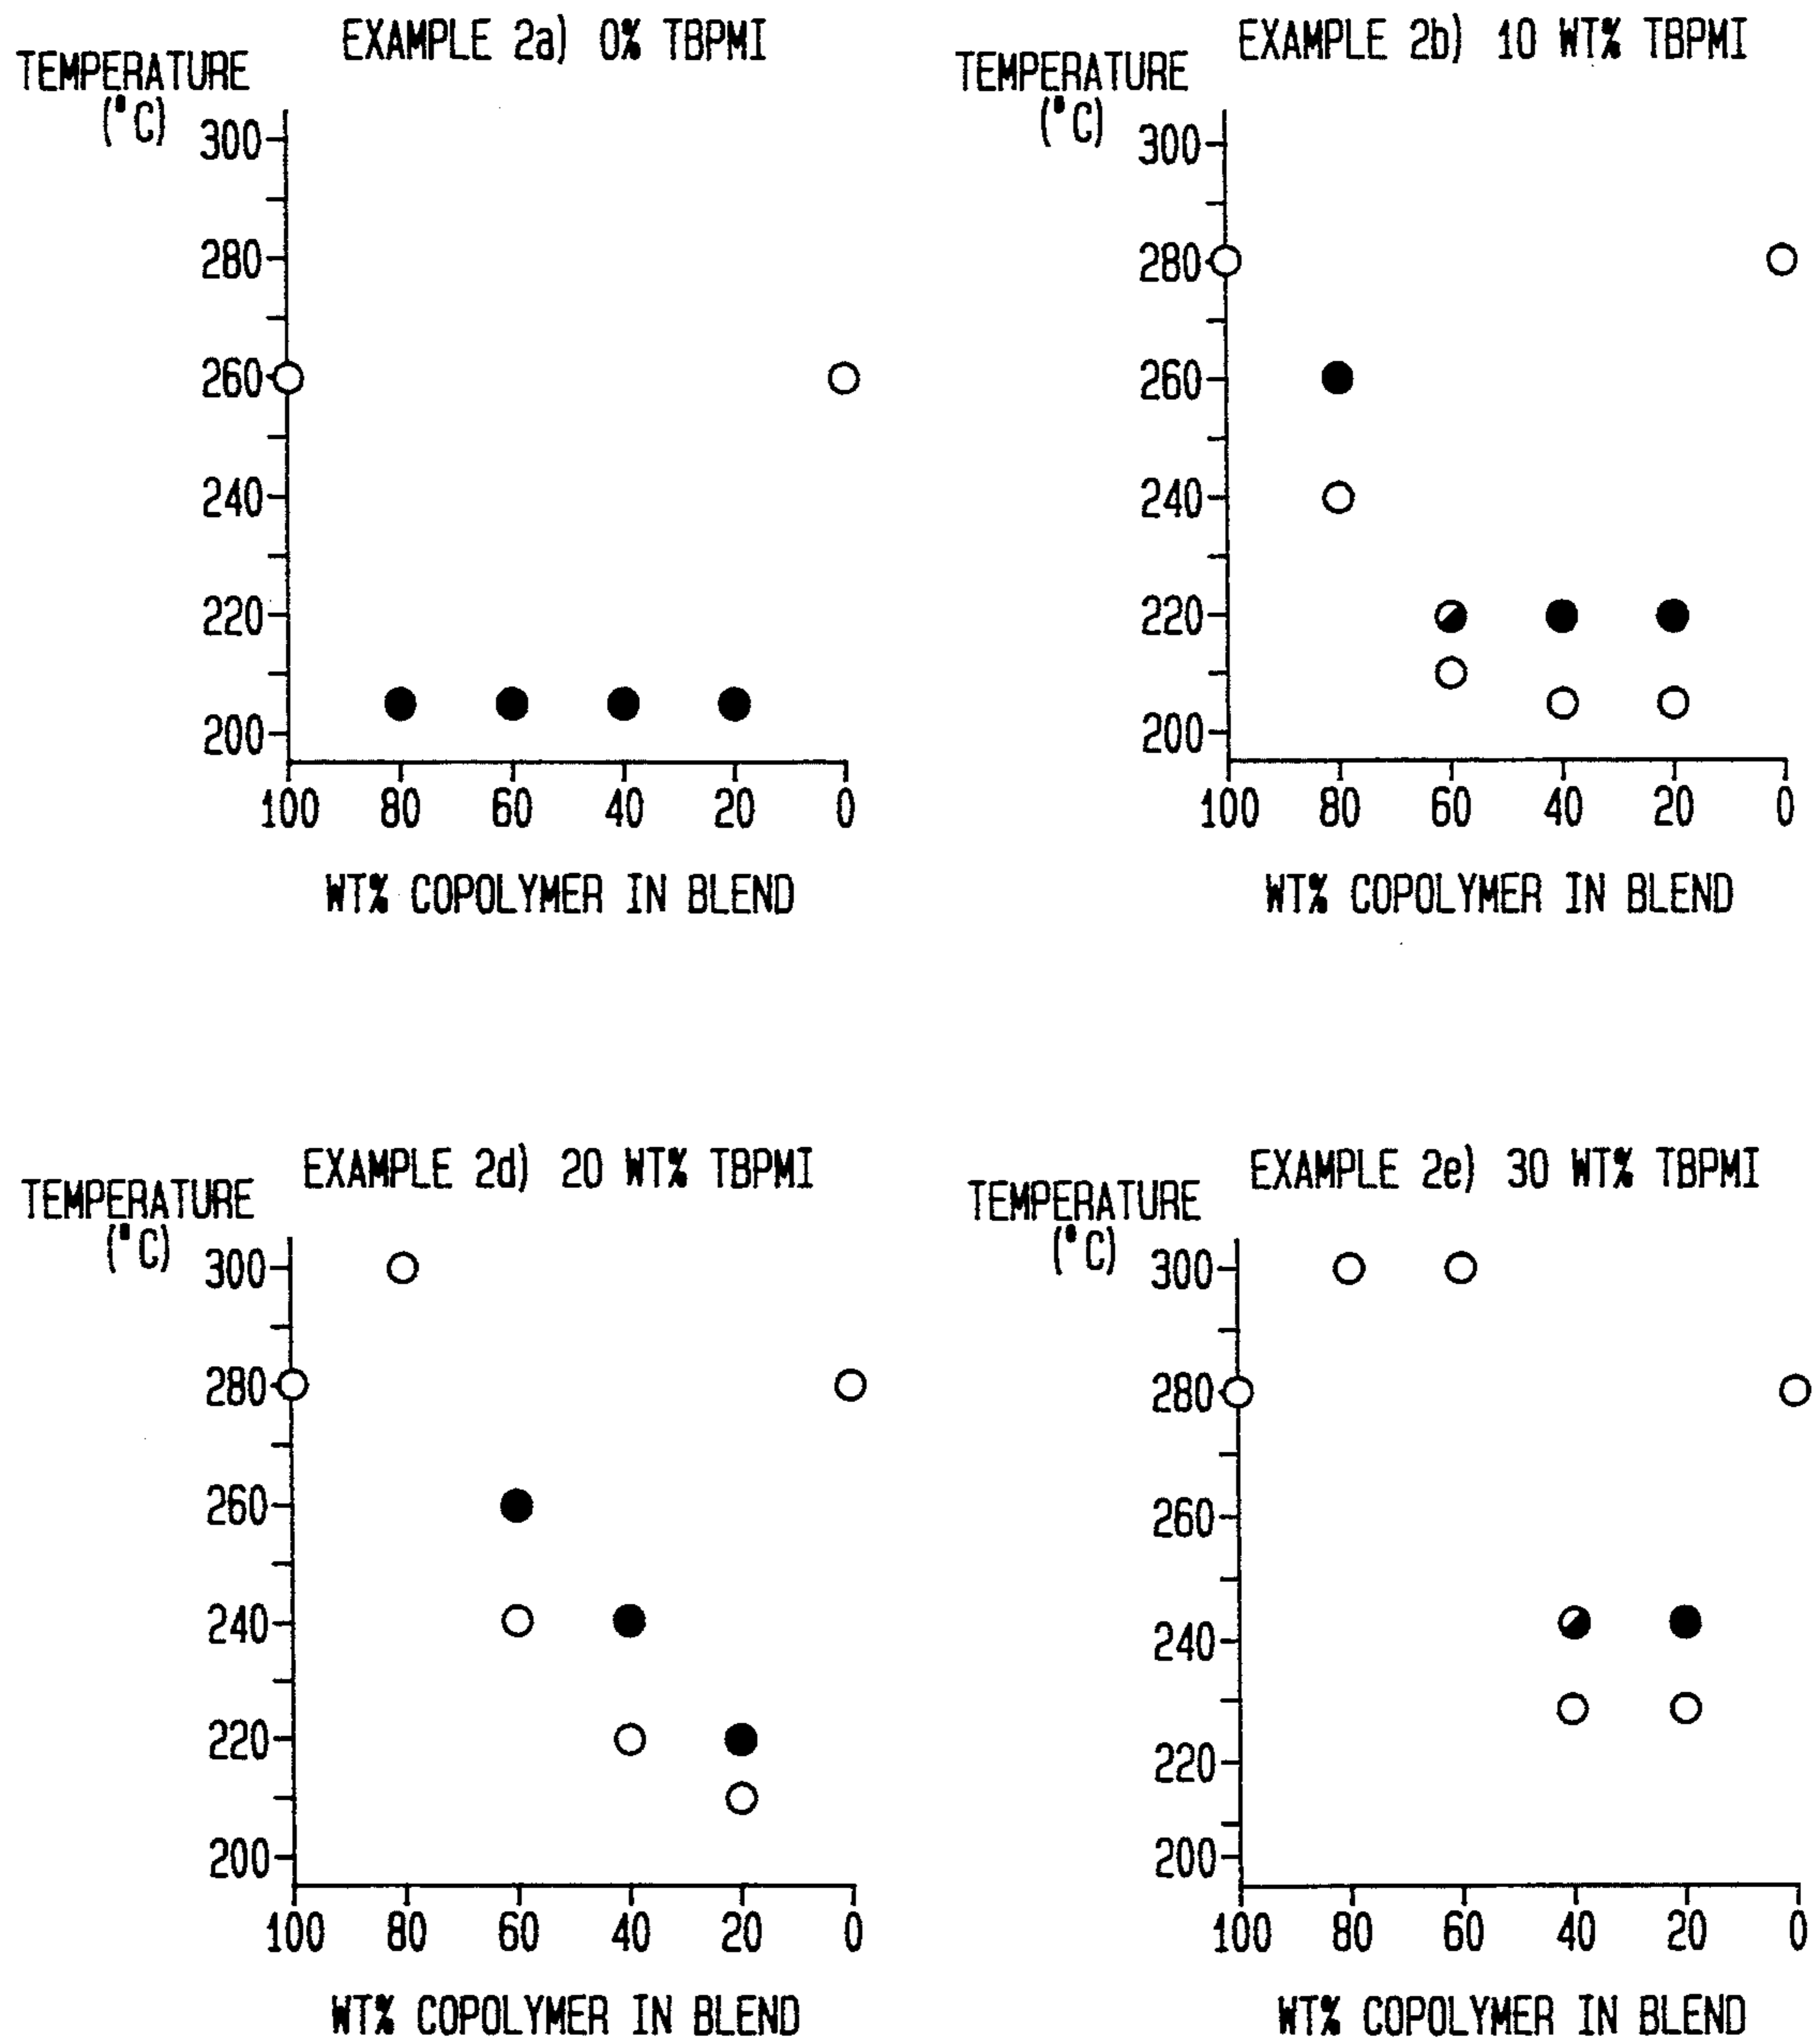 EXAMPLE 2a) 0% TBPMI
TEMPERATURE
(°C)
300
280
260
240
220
200
100 80 60 40 20 0
WT% COPOLYMER IN BLEND
EXAMPLE 2b) 10 WT% TBPMI
TEMPERATURE
(°C)
300
280
260
240
220
200
100 80 60 40 20 0
WT% COPOLYMER IN BLEND
EXAMPLE 2d) 20 WT% TBPMI
TEMPERATURE
(°C)
300
280
260
240
220
200
100 80 60 40 20 0
WT% COPOLYMER IN BLEND
EXAMPLE 2e) 30 WT% TBPMI
TEMPERATURE
(°C)
300
280
260
240
220
200
100 80 60 40 20 0
WT% COPOLYMER IN BLEND